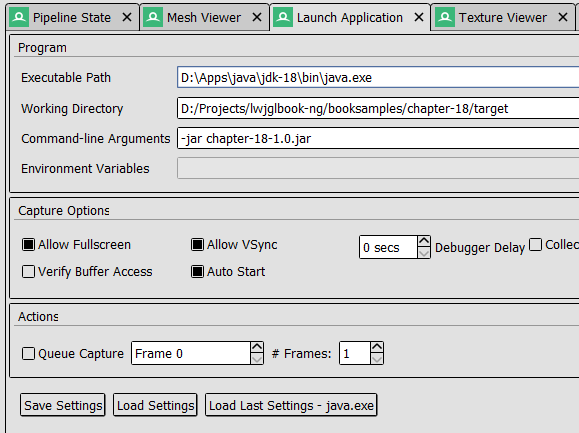 Pipeline State Mesh Viewer Launch Application Texture Viewer
Program
Executable Path D:\Apps\java\jdk-18\bin\java.exe
Working Directory D:/Projects/lwjglbook-ng/booksamples/chapter-18/target
Command-line Arguments -jar chapter-18-1.0.jar
Environment Variables
Capture Options
Allow Fullscreen Allow VSync 0 secs Debugger Delay Collec
Verify Buffer Access Auto Start
Actions
Queue Capture Frame 0 # Frames: 1
Save Settings Load Settings Load Last Settings - java.exe